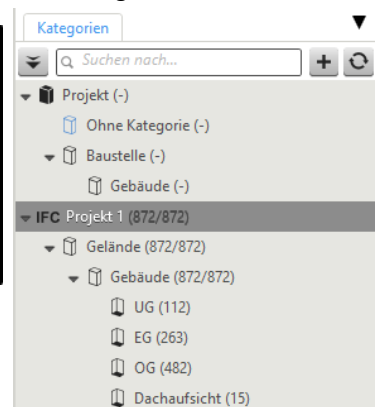 Kategorien
Suchen nach...
Projekt (-)
Ohne Kategorie (-)
Baustelle (-)
Gebäude (-)
IFC Projekt 1 (872/872)
Gelände (872/872)
Gebäude (872/872)
UG (112)
EG (263)
OG (482)
Dachaufsicht (15)